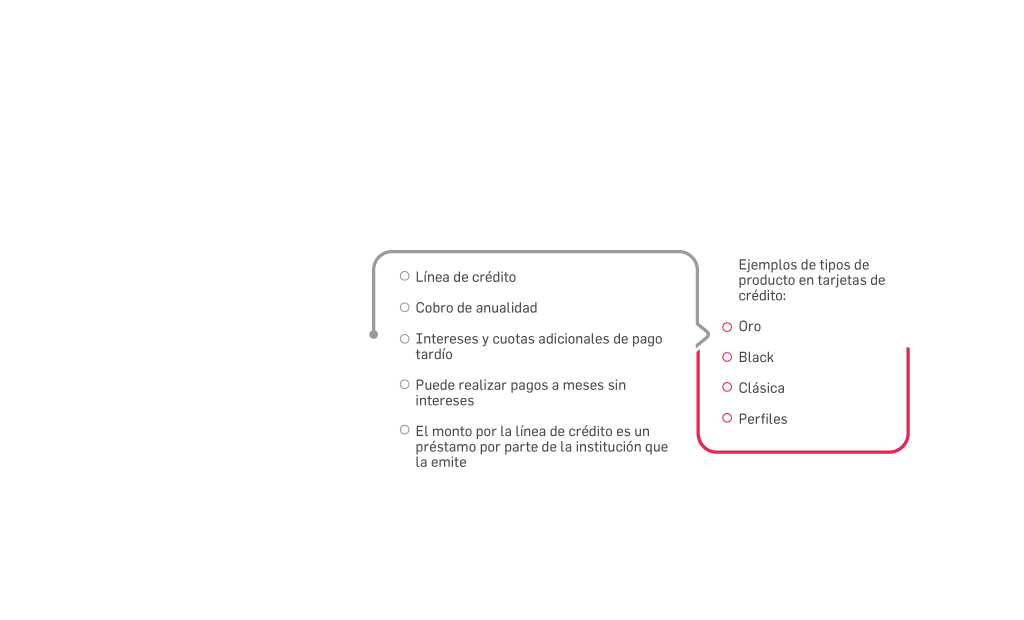 Línea de crédito
Cobro de anualidad
Intereses y cuotas adicionales de pago
tardío
Puede realizar pagos a meses sin
intereses
El monto por la línea de crédito es un
préstamo por parte de la institución que
la emite
Ejemplos de tipos de
producto en tarjetas de
crédito:
Oro
Black
Clásica
Perfiles